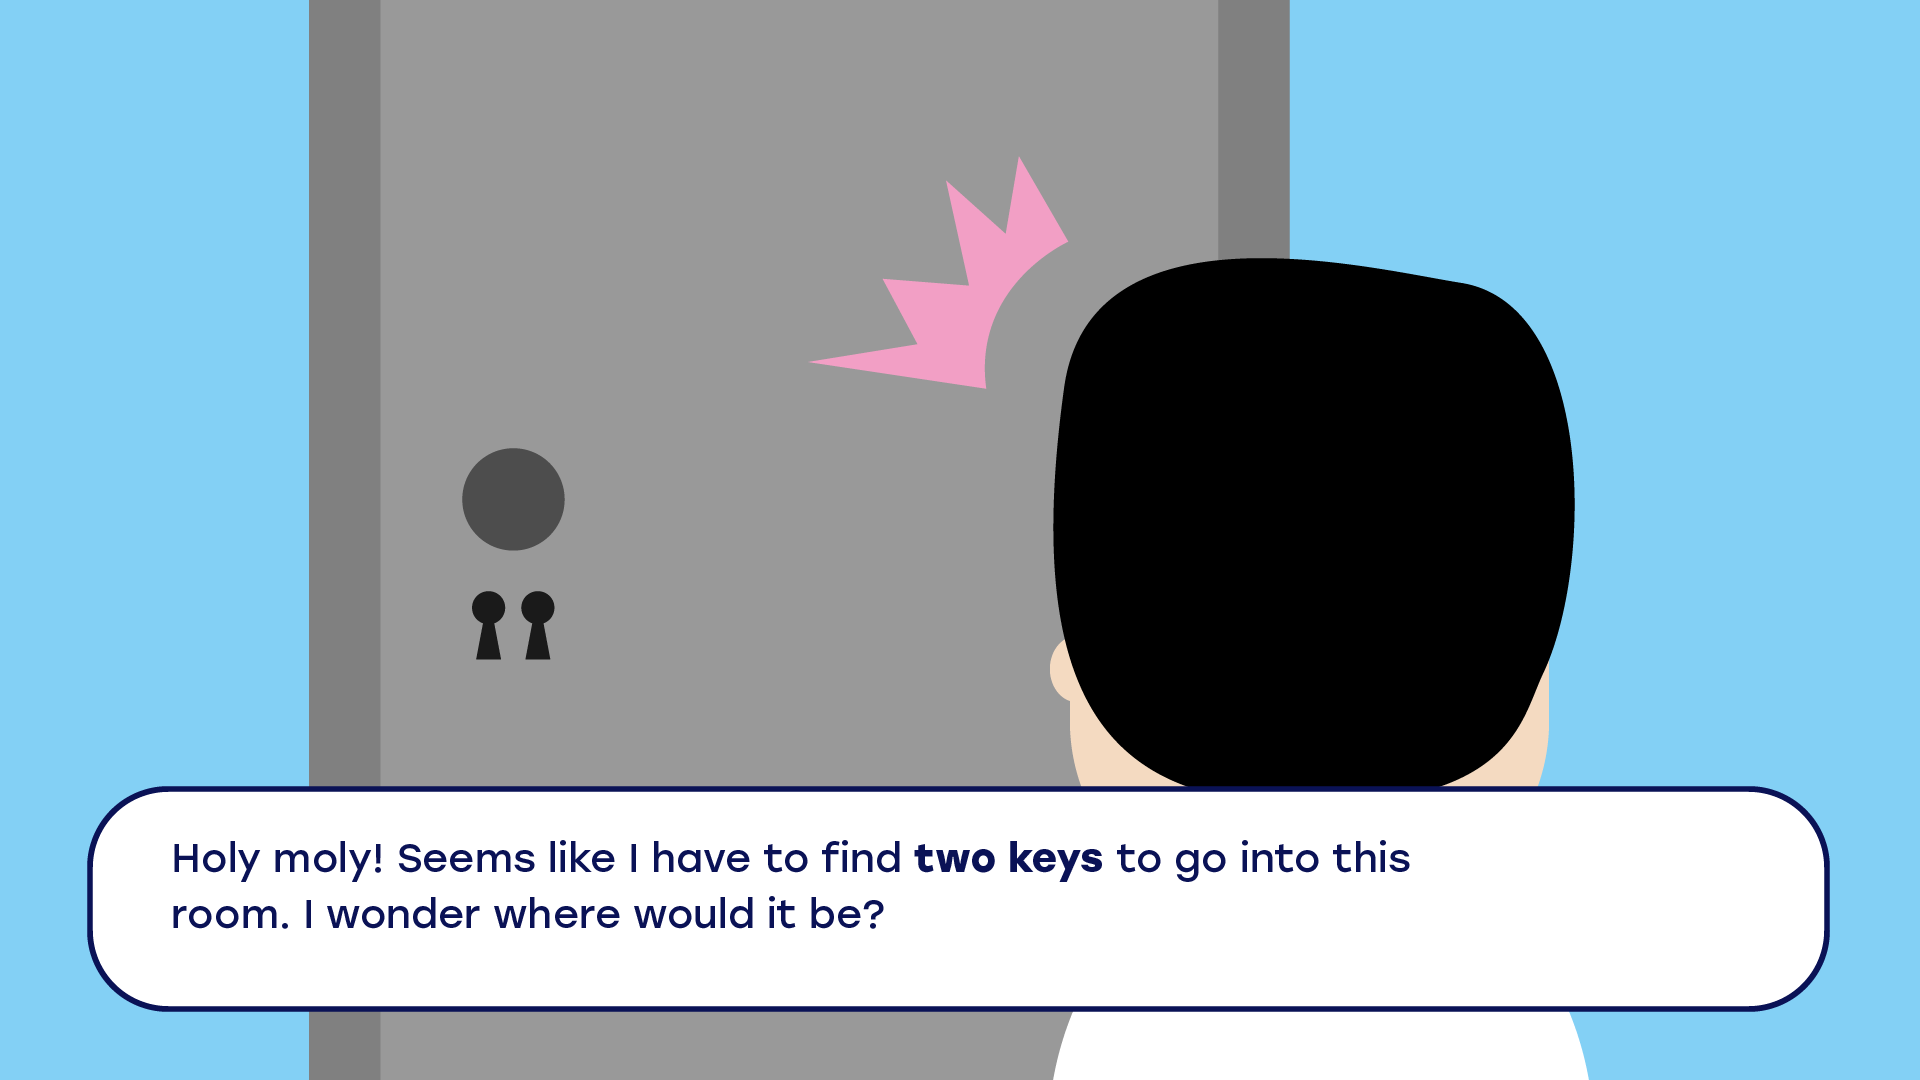 Holy moly! Seems like I have to find two keys to go into this
room. I wonder where would it be?